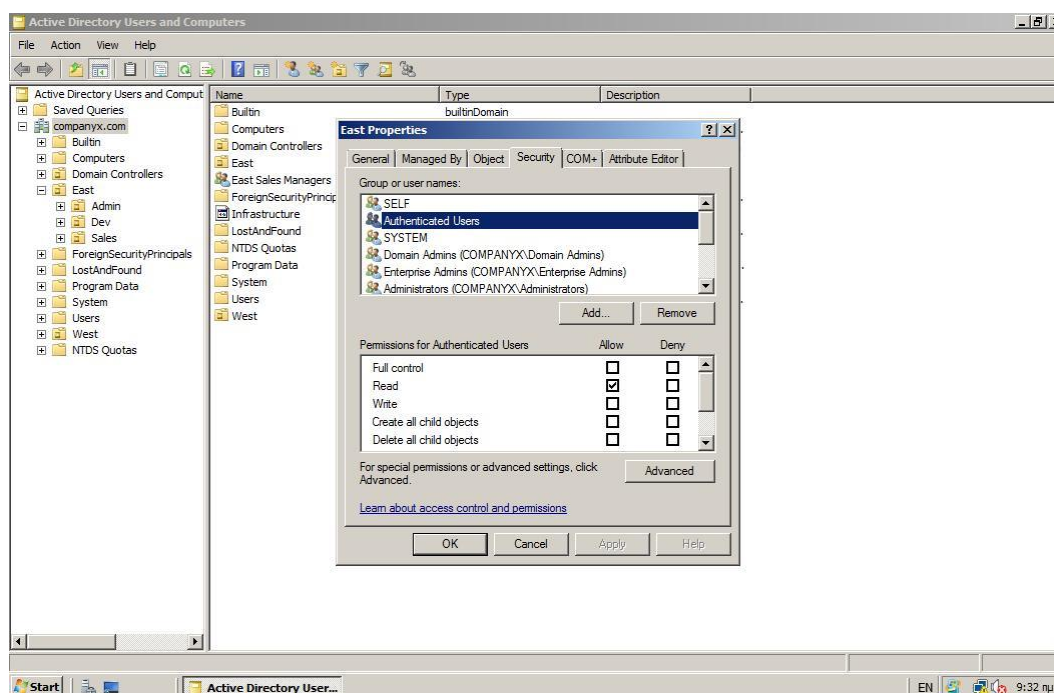 Active Directory Users and Computers
File Action View Help
Active Directory Users and Comput
Saved Queries
companyx.com
Builtin
Computers
Domain Controllers
East
Admin
Dev
Sales
ForeignSecurityPrincipals
LostAndFound
Program Data
System
Users
West
NTDS Quotas
Name Type Description
Builtin builtinDomain
Computers
Domain Controllers
East
East Sales Managers
ForeignSecurityPrincip
Infrastructure
LostAndFound
NTDS Quotas
Program Data
System
Users
West
East Properties
General Managed By Object Security COM+ Attribute Editor
Group or user names:
SELF
Authenticated Users
SYSTEM
Domain Admins (COMPANYX\Domain Admins)
Enterprise Admins (COMPANYX\Enterprise Admins)
Administrators (COMPANYX\Administrators)
Add... Remove
Permissions for Authenticated Users Allow Deny
Full control
Read
Write
Create all child objects
Delete all child objects
For special permissions or advanced settings, click
Advanced.
Advanced
Learn about access control and permissions
OK Cancel Apply Help
Start Active Directory User... EN 9:32 πμ